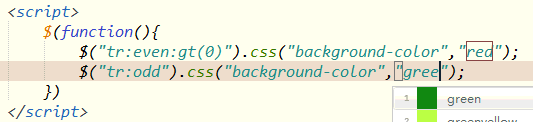 <script>
$(function(){
$("tr:even:gt(0)").css("background-color","red");
$("tr:odd").css("background-color","gree");
})
</script>
1 green
greenyellow